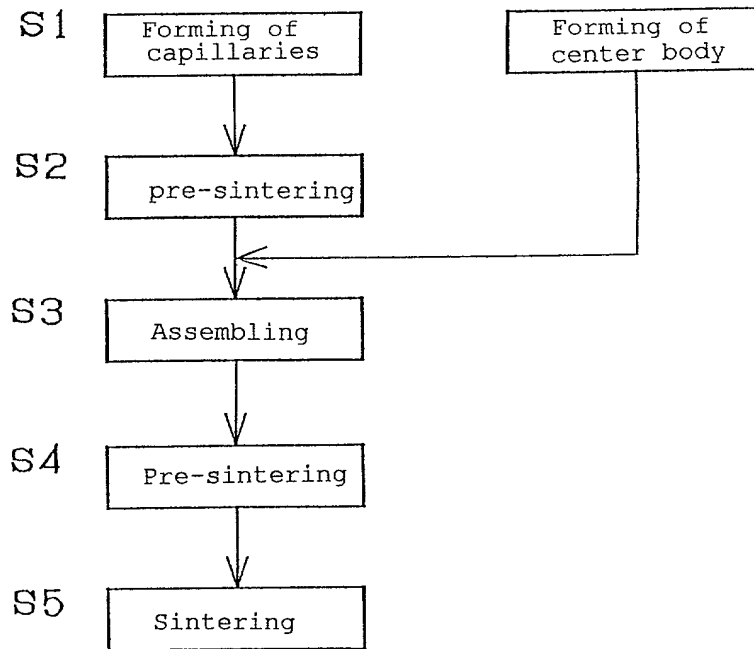 S1
Forming of
capillaries
Forming of
center body
S2
pre-sintering
S3
Assembling
S4
Pre-sintering
S5
Sintering